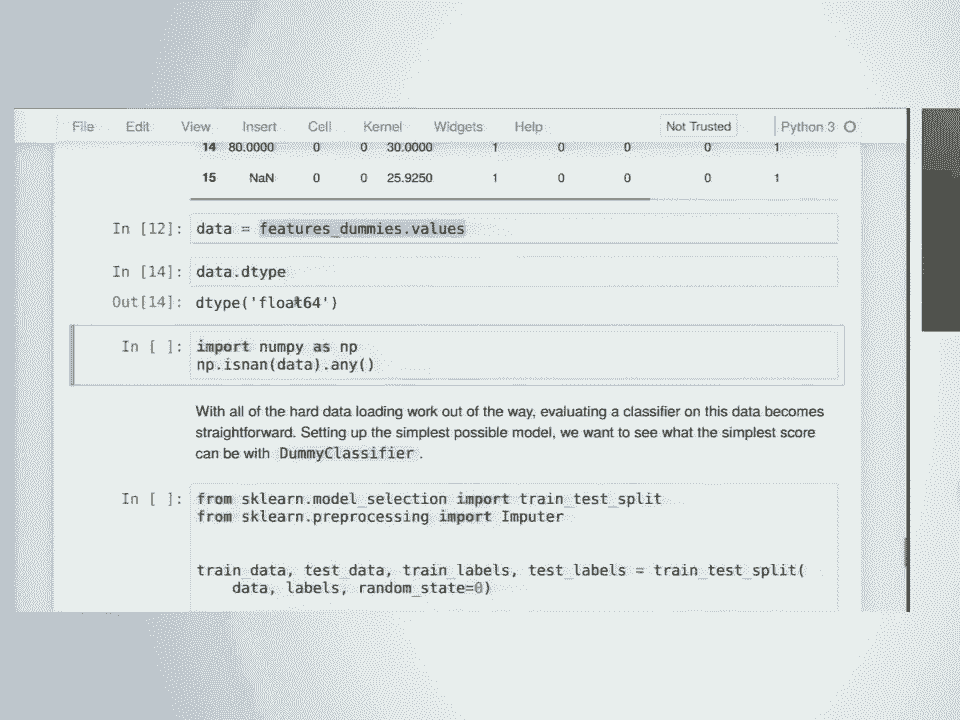 File Edit View Insert Cell Kernel Widgets Help Not Trusted Python 3
14 80.0000 0 0 30.0000 1 0 0 0 1
15 NaN 0 0 25.9250 1 0 0 0 1
In [12]: data = features_dummies.values
In [14]: data.dtype
Out[14]: dtype('float64')
In [ ]: import numpy as np
np.isnan(data).any()
With all of the hard data loading work out of the way, evaluating a classifier on this data becomes
straightforward. Setting up the simplest possible model, we want to see what the simplest score
can be with DummyClassifier .
In [ ]: from sklearn.model_selection import train_test_split
from sklearn.preprocessing import Imputer
train_data, test_data, train_labels, test_labels = train_test_split(
data, labels, random_state=0)